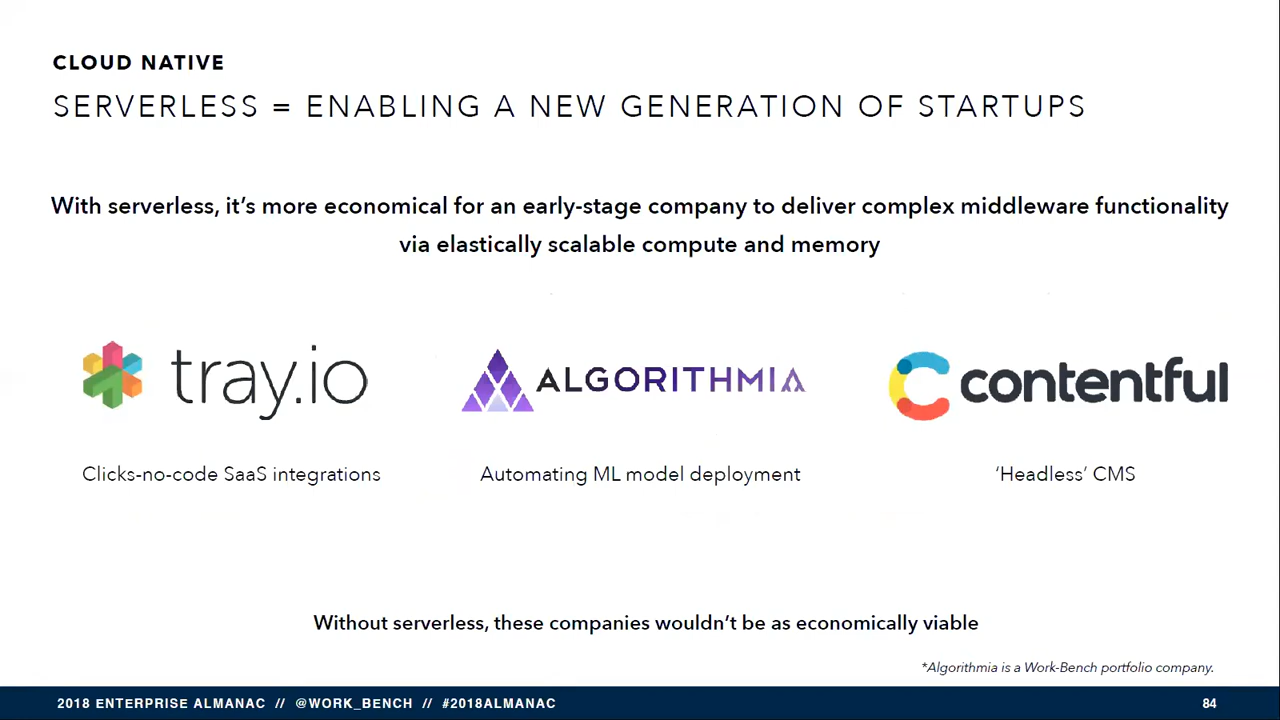 CLOUD NATIVE
SERVERLESS = ENABLING A NEW GENERATION OF STARTUPS
With serverless, it’s more economical for an early-stage company to deliver complex middleware functionality
via elastically scalable compute and memory
tray.io
ALGORITHMIA
contentful
Clicks-no-code SaaS integrations
Automating ML model deployment
‘Headless’ CMS
Without serverless, these companies wouldn’t be as economically viable
*Algorithmia is a Work-Bench portfolio company.
2018 ENTERPRISE ALMANAC // @WORK_BENCH // #2018ALMANAC
84